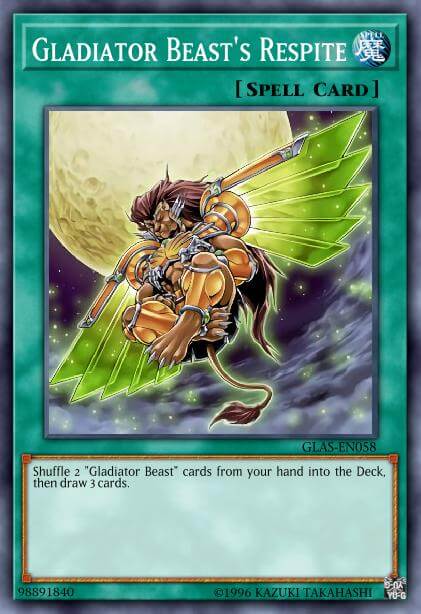 Gladiator Beast's Respite
SPELL
魔
[Spell Card]
GLAS-EN058
Shuffle 2 "Gladiator Beast" cards from your hand into the Deck,
then draw 3 cards.
98891840
©1996 KAZUKI TAKAHASHI